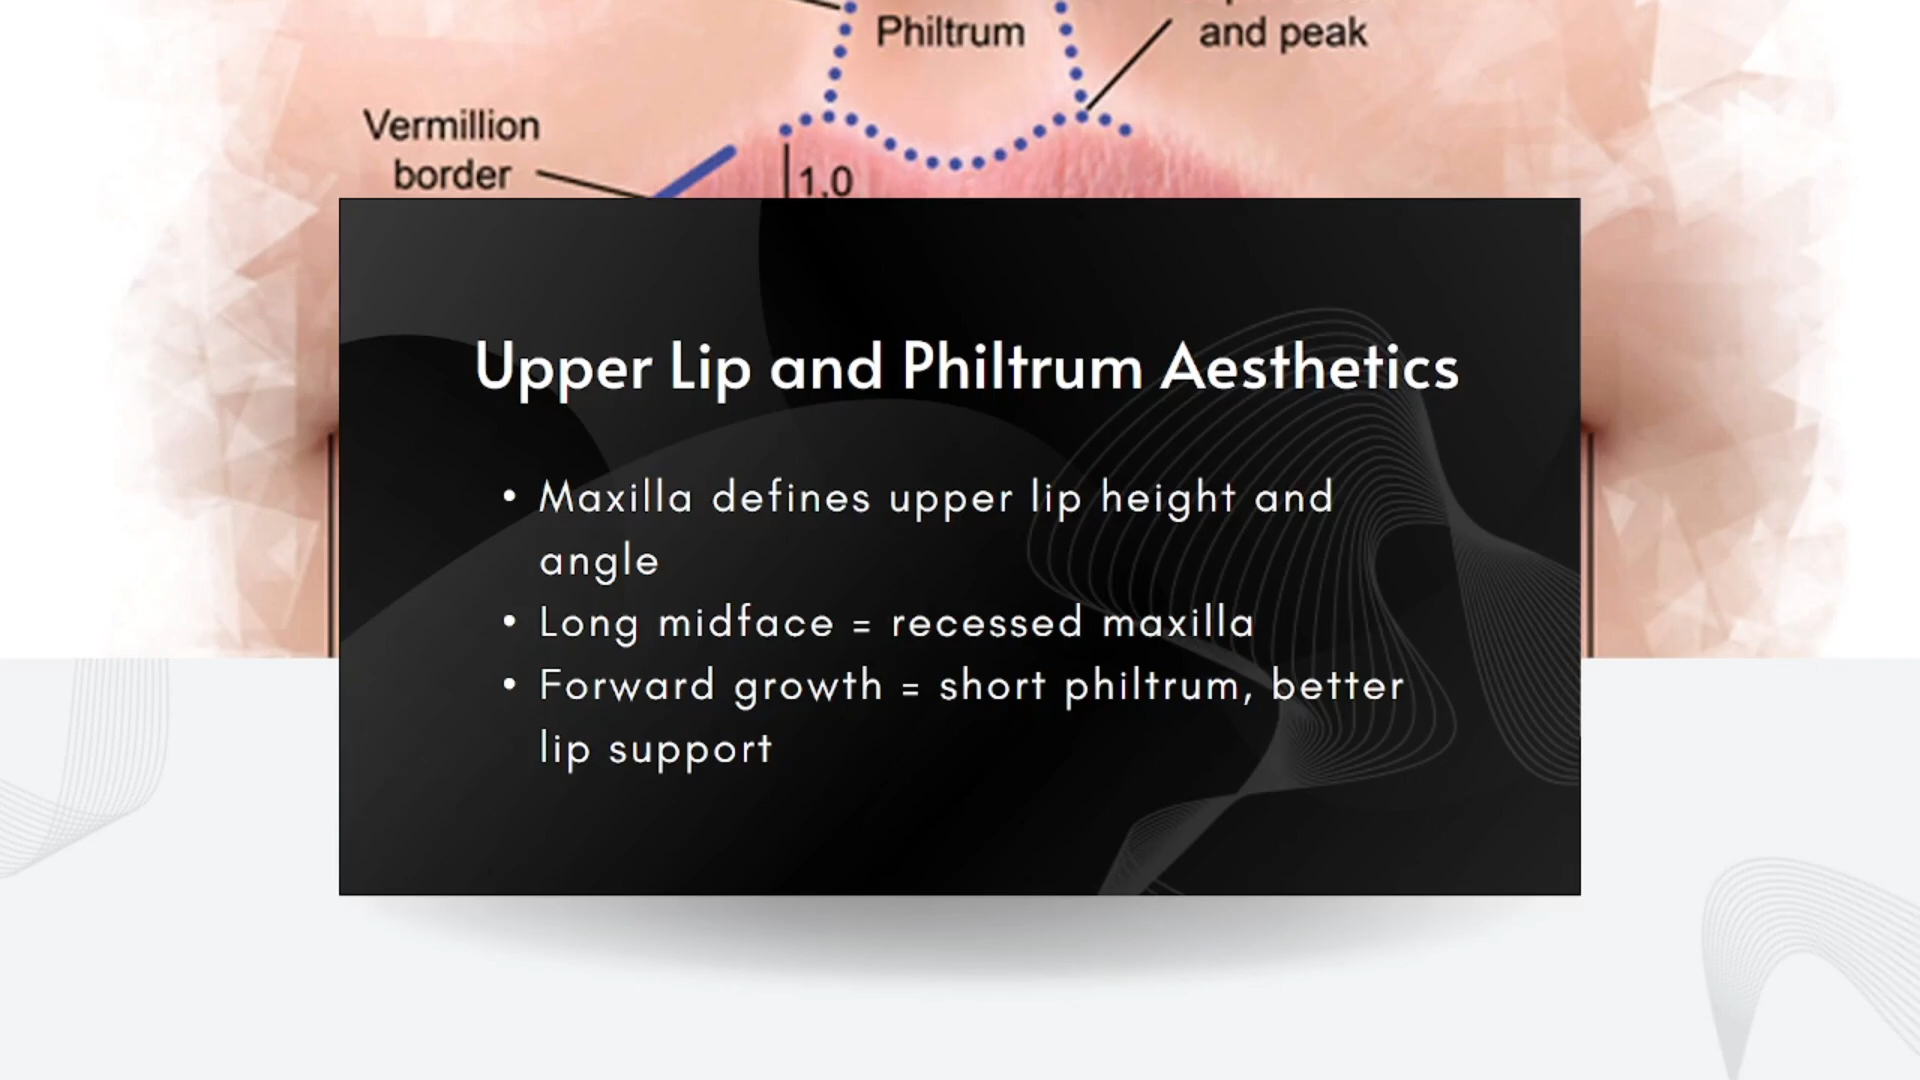 Philtrum
and peak
Vermillion
border
1.0
Upper Lip and Philtrum Aesthetics
• Maxilla defines upper lip height and
angle
• Long midface = recessed maxilla
• Forward growth = short philtrum, better
lip support